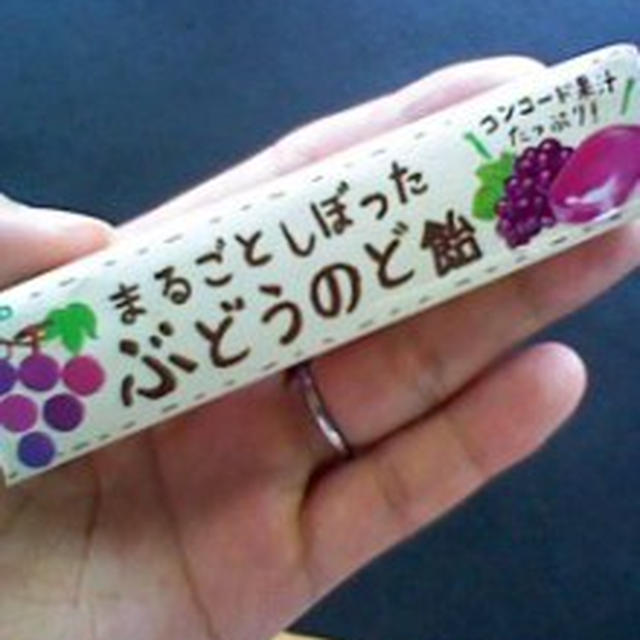 コンコード果汁
たっぷり!
まるごとしぼった
ぶどうのど飴